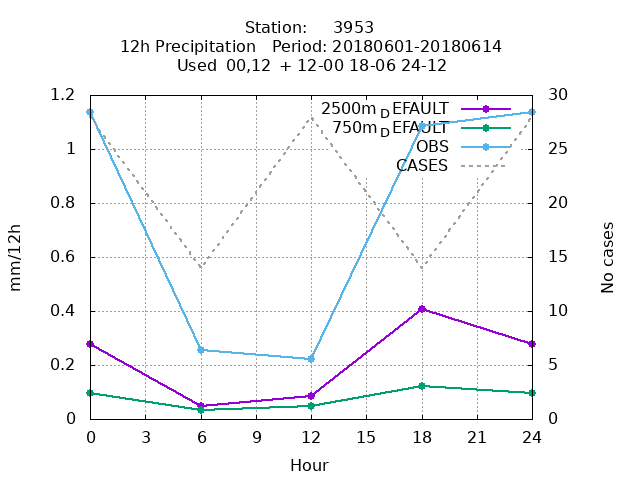 Station: 3953
12h Precipitation Period: 20180601-20180614
Used 00,12 + 12-00 18-06 24-12
1.2
1
0.8
0.6
0.4
0.2
0
30
25
20
15
10
5
0
mm/12h
No cases
2500m_DEFAULT
750m_DEFAULT
OBS
CASES
0 3 6 9 12 15 18 21 24
Hour